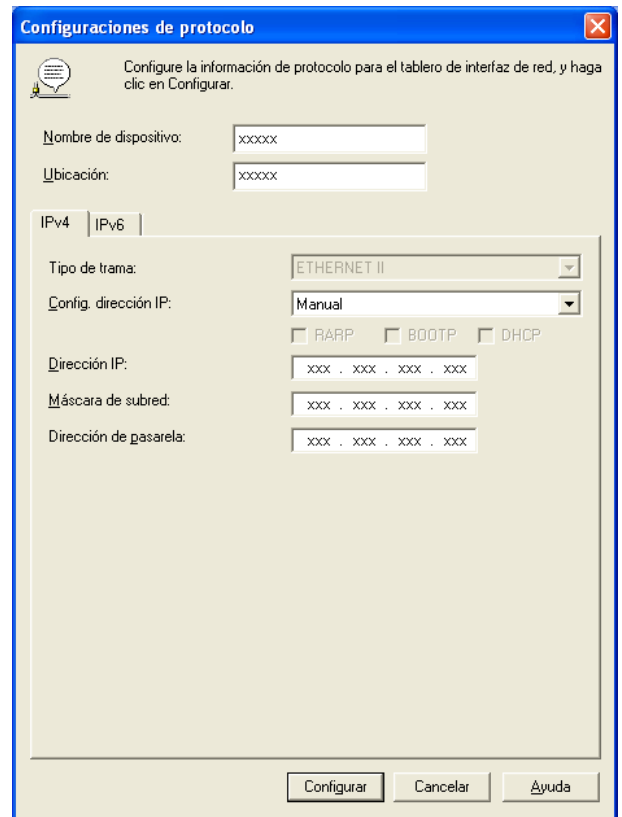 Configuraciones de protocolo
Configure la información de protocolo para el tablero de interfaz de red, y haga
clic en Configurar.
Nombre de dispositivo: xxxxx
Ubicación: xxxxx
IPv4 IPv6
Tipo de trama: ETHERNET II
Config. dirección IP: Manual
RARP BOOTP DHCP
Dirección IP: xxx . xxx . xxx . xxx
Máscara de subred: xxx . xxx . xxx . xxx
Dirección de pasarela: xxx . xxx . xxx . xxx
Configurar Cancelar Ayuda